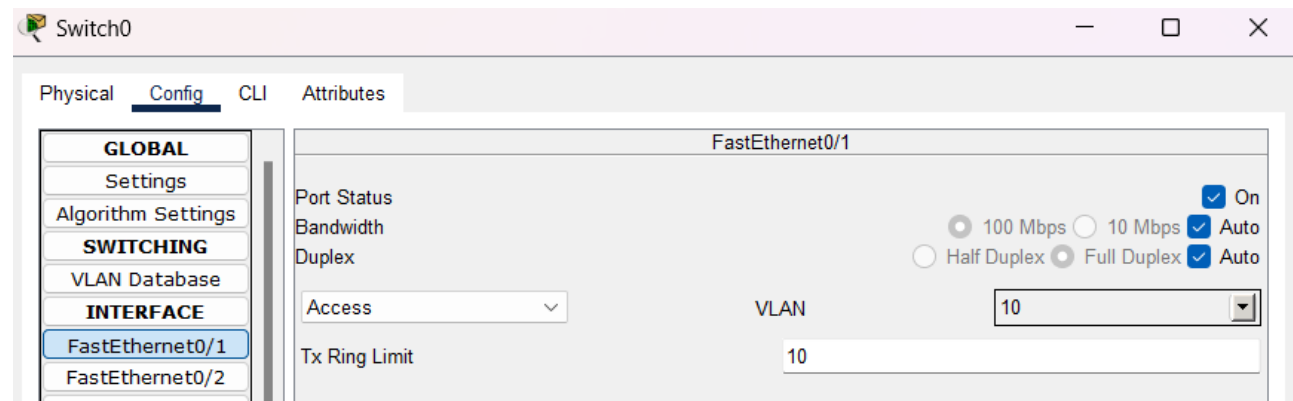 Switch0
Physical Config CLI Attributes
GLOBAL
Settings
Algorithm Settings
SWITCHING
VLAN Database
INTERFACE
FastEthernet0/1
FastEthernet0/2
FastEthernet0/1
Port Status On
Bandwidth 100 Mbps 10 Mbps Auto
Duplex Half Duplex Full Duplex Auto
Access VLAN 10
Tx Ring Limit 10